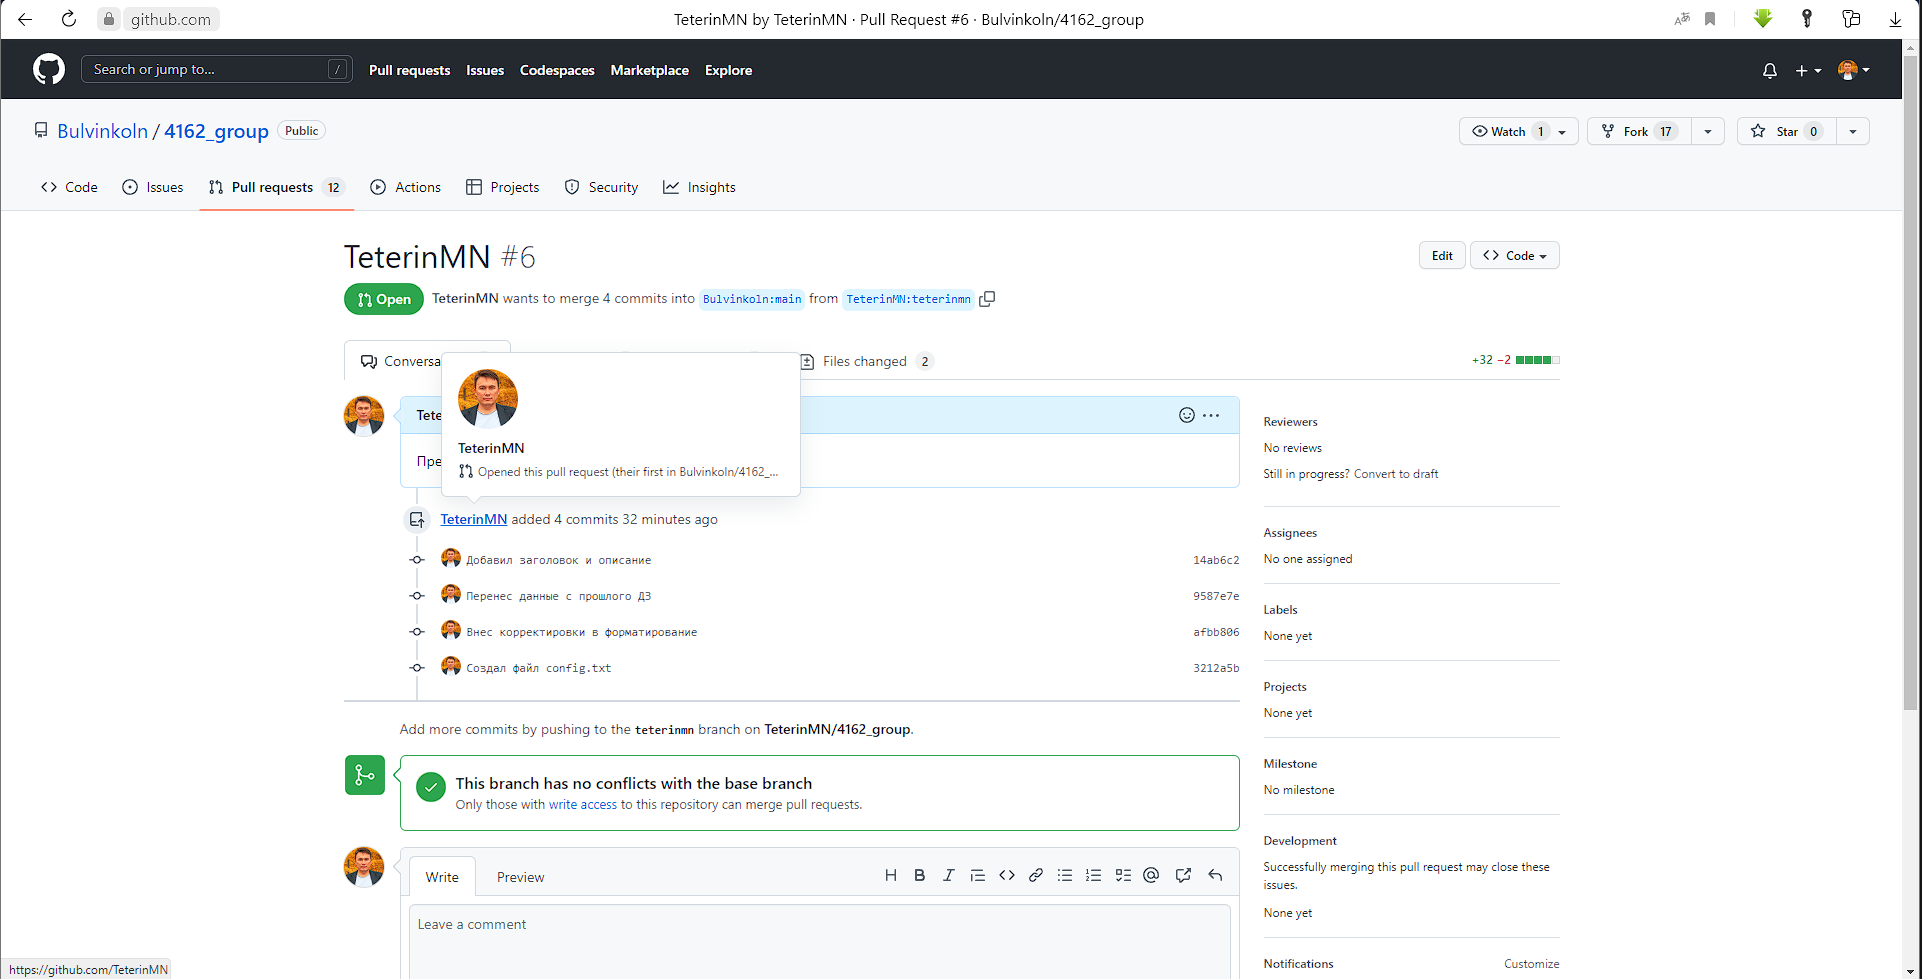 github.com
TeterinMN by TeterinMN · Pull Request #6 · Bulvinkoln/4162_group
Search or jump to... /
Pull requests Issues Codespaces Marketplace Explore
Bulvinkoln / 4162_group Public
Watch 1 Fork 17 Star 0
Code Issues Pull requests 12 Actions Projects Security Insights
TeterinMN #6
Edit Code
Open TeterinMN wants to merge 4 commits into Bulvinkoln:main from TeterinMN:teterinmn
Conversa Files changed 2 +32 −2
Tete
Пре
TeterinMN
Opened this pull request (their first in Bulvinkoln/4162_...
TeterinMN added 4 commits 32 minutes ago
Добавил заголовок и описание 14ab6c2
Перенес данные с прошлого ДЗ 9587e7e
Внес корректировки в форматирование afbb806
Создал файл config.txt 3212a5b
Add more commits by pushing to the teterinmn branch on TeterinMN/4162_group.
This branch has no conflicts with the base branch
Only those with write access to this repository can merge pull requests.
Write Preview
H B I @
Leave a comment
Reviewers
No reviews
Still in progress? Convert to draft
Assignees
No one assigned
Labels
None yet
Projects
None yet
Milestone
No milestone
Development
Successfully merging this pull request may close these
issues.
None yet
Notifications Customize
https://github.com/TeterinMN